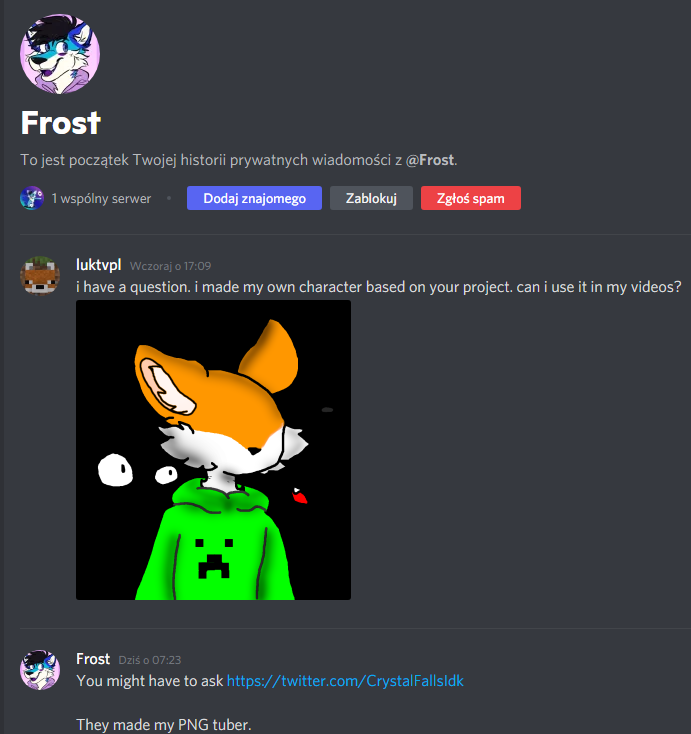 Frost
To jest początek Twojej historii prywatnych wiadomości z @Frost.
1 wspólny serwer • Dodaj znajomego Zablokuj Zgłoś spam
luktvpl Wczoraj o 17:09
i have a question. i made my own character based on your project. can i use it in my videos?
Frost Dziś o 07:23
You might have to ask https://twitter.com/CrystalFallsIdk
They made my PNG tuber.